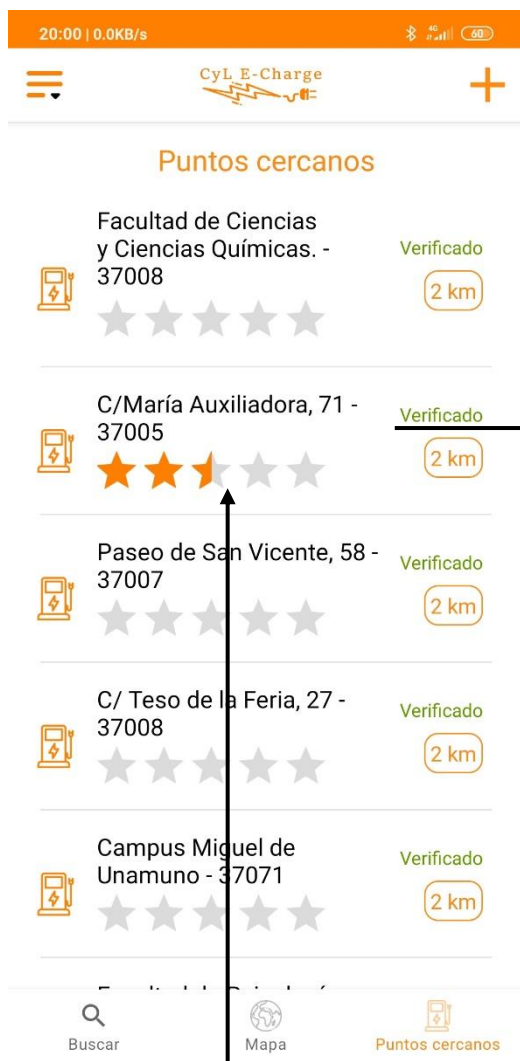 20:00 | 0.0KB/s
4G
60
CyL E-Charge
Puntos cercanos
Facultad de Ciencias
y Ciencias Químicas. -
37008
Verificado
2 km
C/María Auxiliadora, 71 -
37005
Verificado
2 km
Paseo de San Vicente, 58 -
37007
Verificado
2 km
C/ Teso de la Feria, 27 -
37008
Verificado
2 km
Campus Miguel de
Unamuno - 37071
Verificado
2 km
Buscar
Mapa
Puntos cercanos